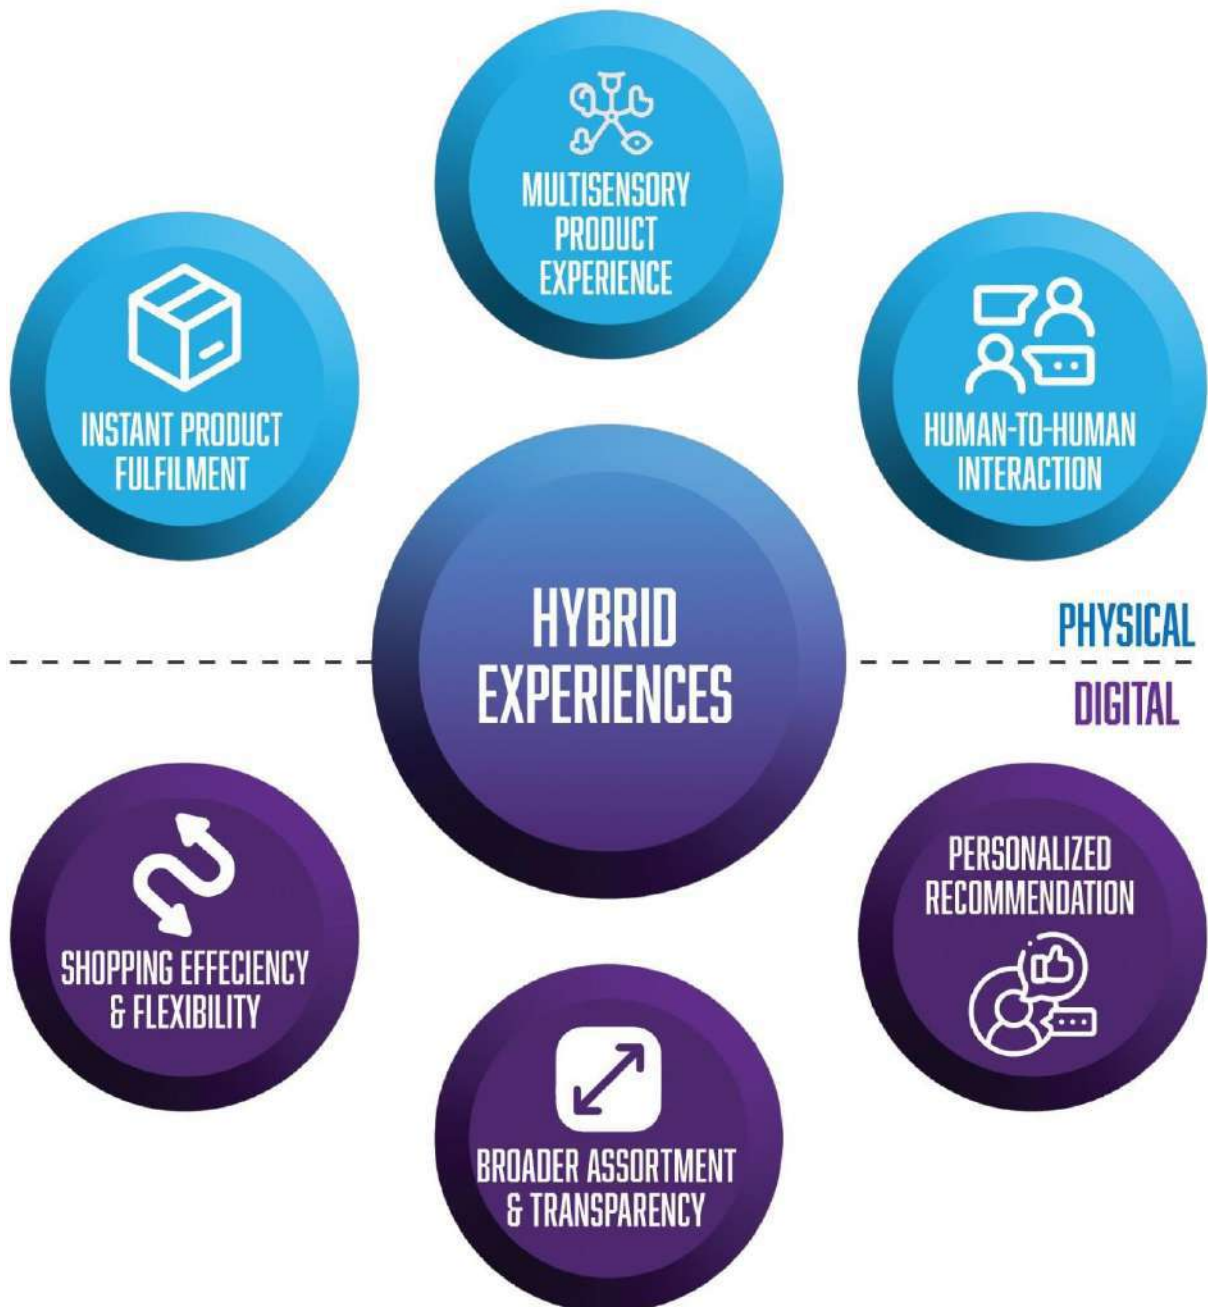 MULTISENSORY
PRODUCT
EXPERIENCE
INSTANT PRODUCT
FULFILMENT
HUMAN-TO-HUMAN
INTERACTION
HYBRID
EXPERIENCES
PHYSICAL
DIGITAL
SHOPPING EFFECIENCY
& FLEXIBILITY
PERSONALIZED
RECOMMENDATION
BROADER ASSORTMENT
& TRANSPARENCY